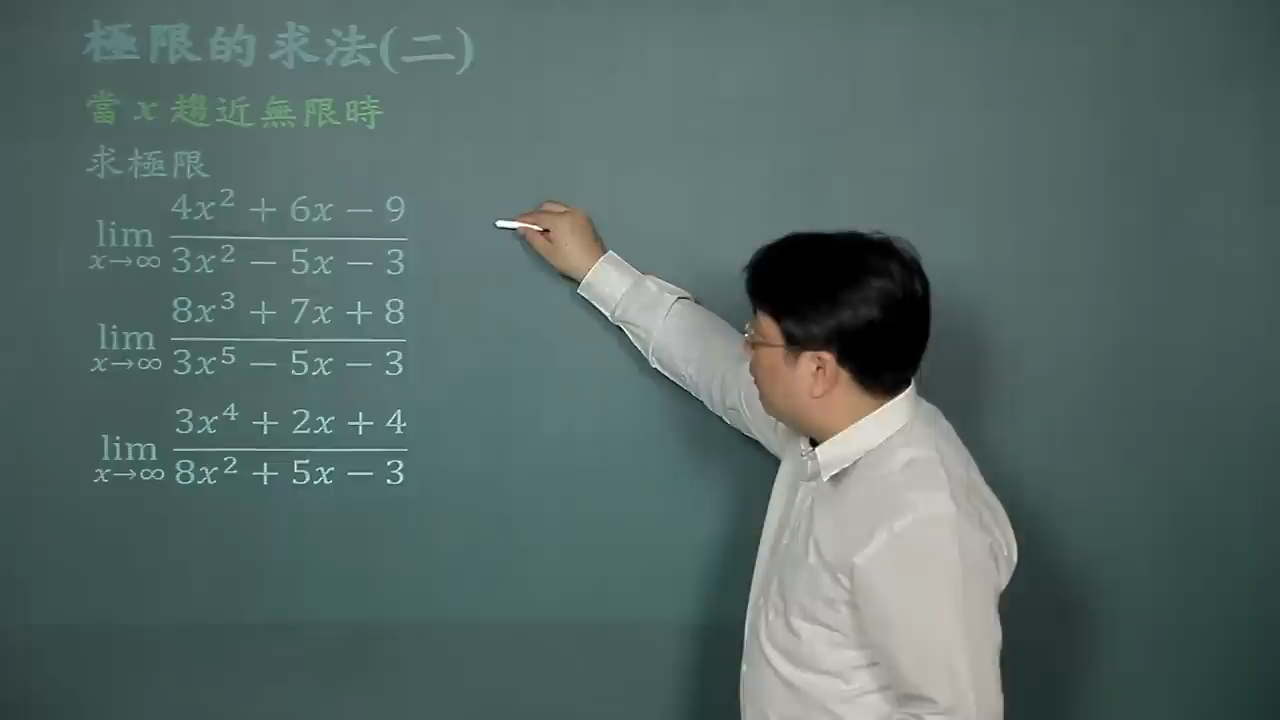 極限的求法(二)
當 x 趨近無限時
求極限
lim x→∞ (4x² + 6x − 9)/(3x² − 5x − 3)
lim x→∞ (8x³ + 7x + 8)/(3x⁵ − 5x − 3)
lim x→∞ (3x⁴ + 2x + 4)/(8x² + 5x − 3)